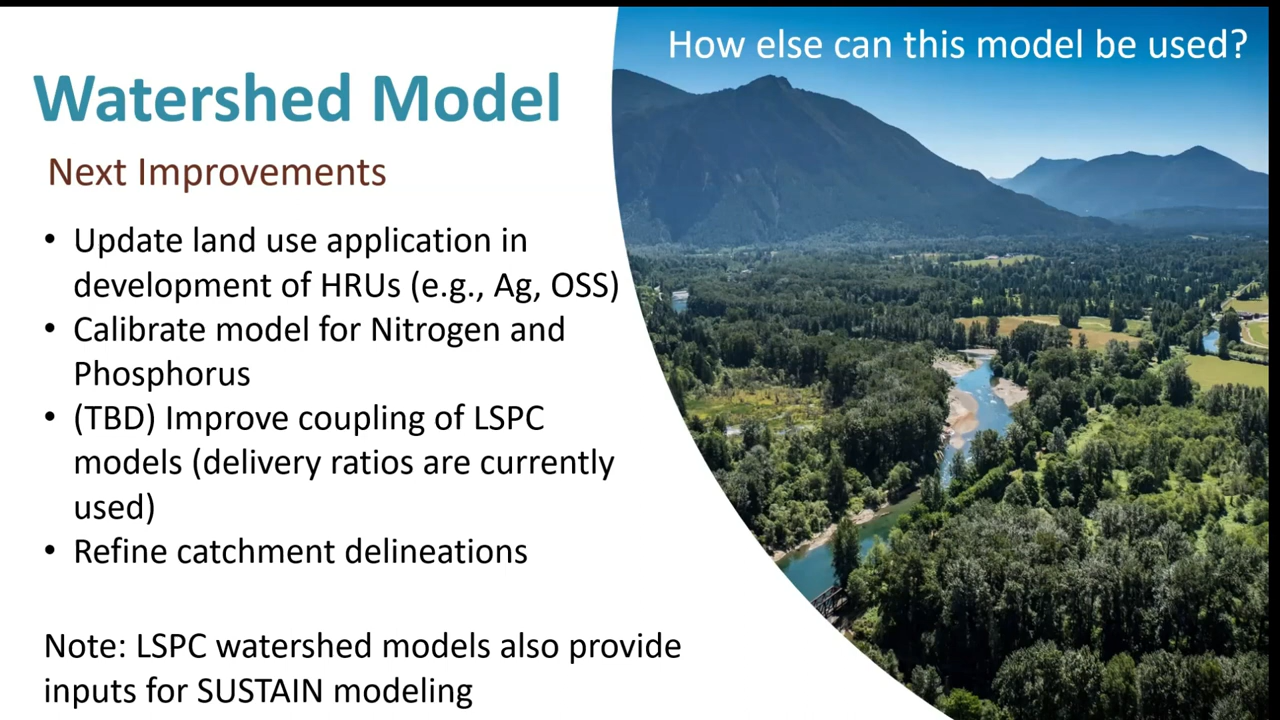 How else can this model be used?
Watershed Model
Next Improvements
• Update land use application in
development of HRUs (e.g., Ag, OSS)
• Calibrate model for Nitrogen and
Phosphorus
• (TBD) Improve coupling of LSPC
models (delivery ratios are currently
used)
• Refine catchment delineations
Note: LSPC watershed models also provide
inputs for SUSTAIN modeling